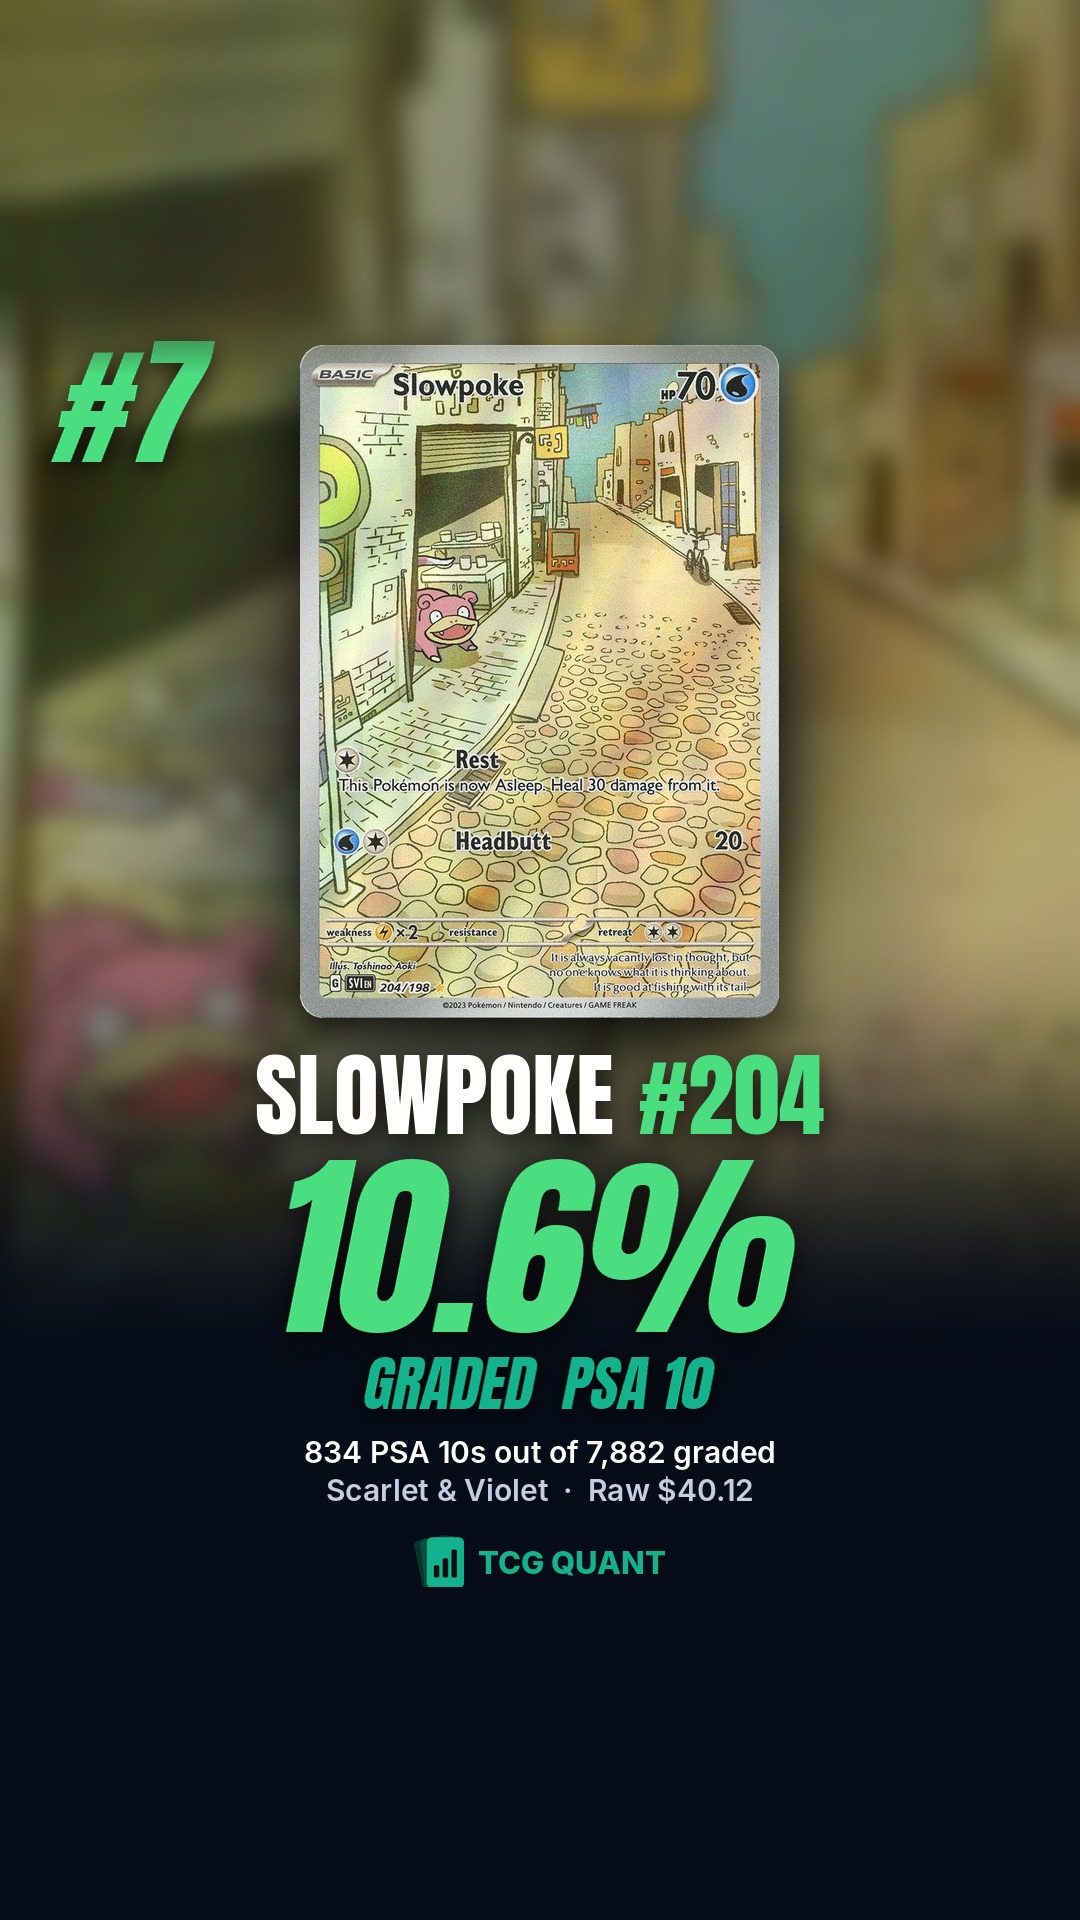 #7
BASIC Slowpoke HP 70
Rest
This Pokémon is now Asleep. Heal 30 damage from it.
Headbutt 20
weakness ×2 resistance retreat
Illus. Toshinao Aoki
It is always vacantly lost in thought, but
no one knows what it is thinking about.
It is good at fishing with its tail.
G SVI EN 204/198
©2023 Pokémon / Nintendo / Creatures / GAME FREAK
SLOWPOKE #204
10.6%
GRADED PSA 10
834 PSA 10s out of 7,882 graded
Scarlet & Violet · Raw $40.12
TCG QUANT